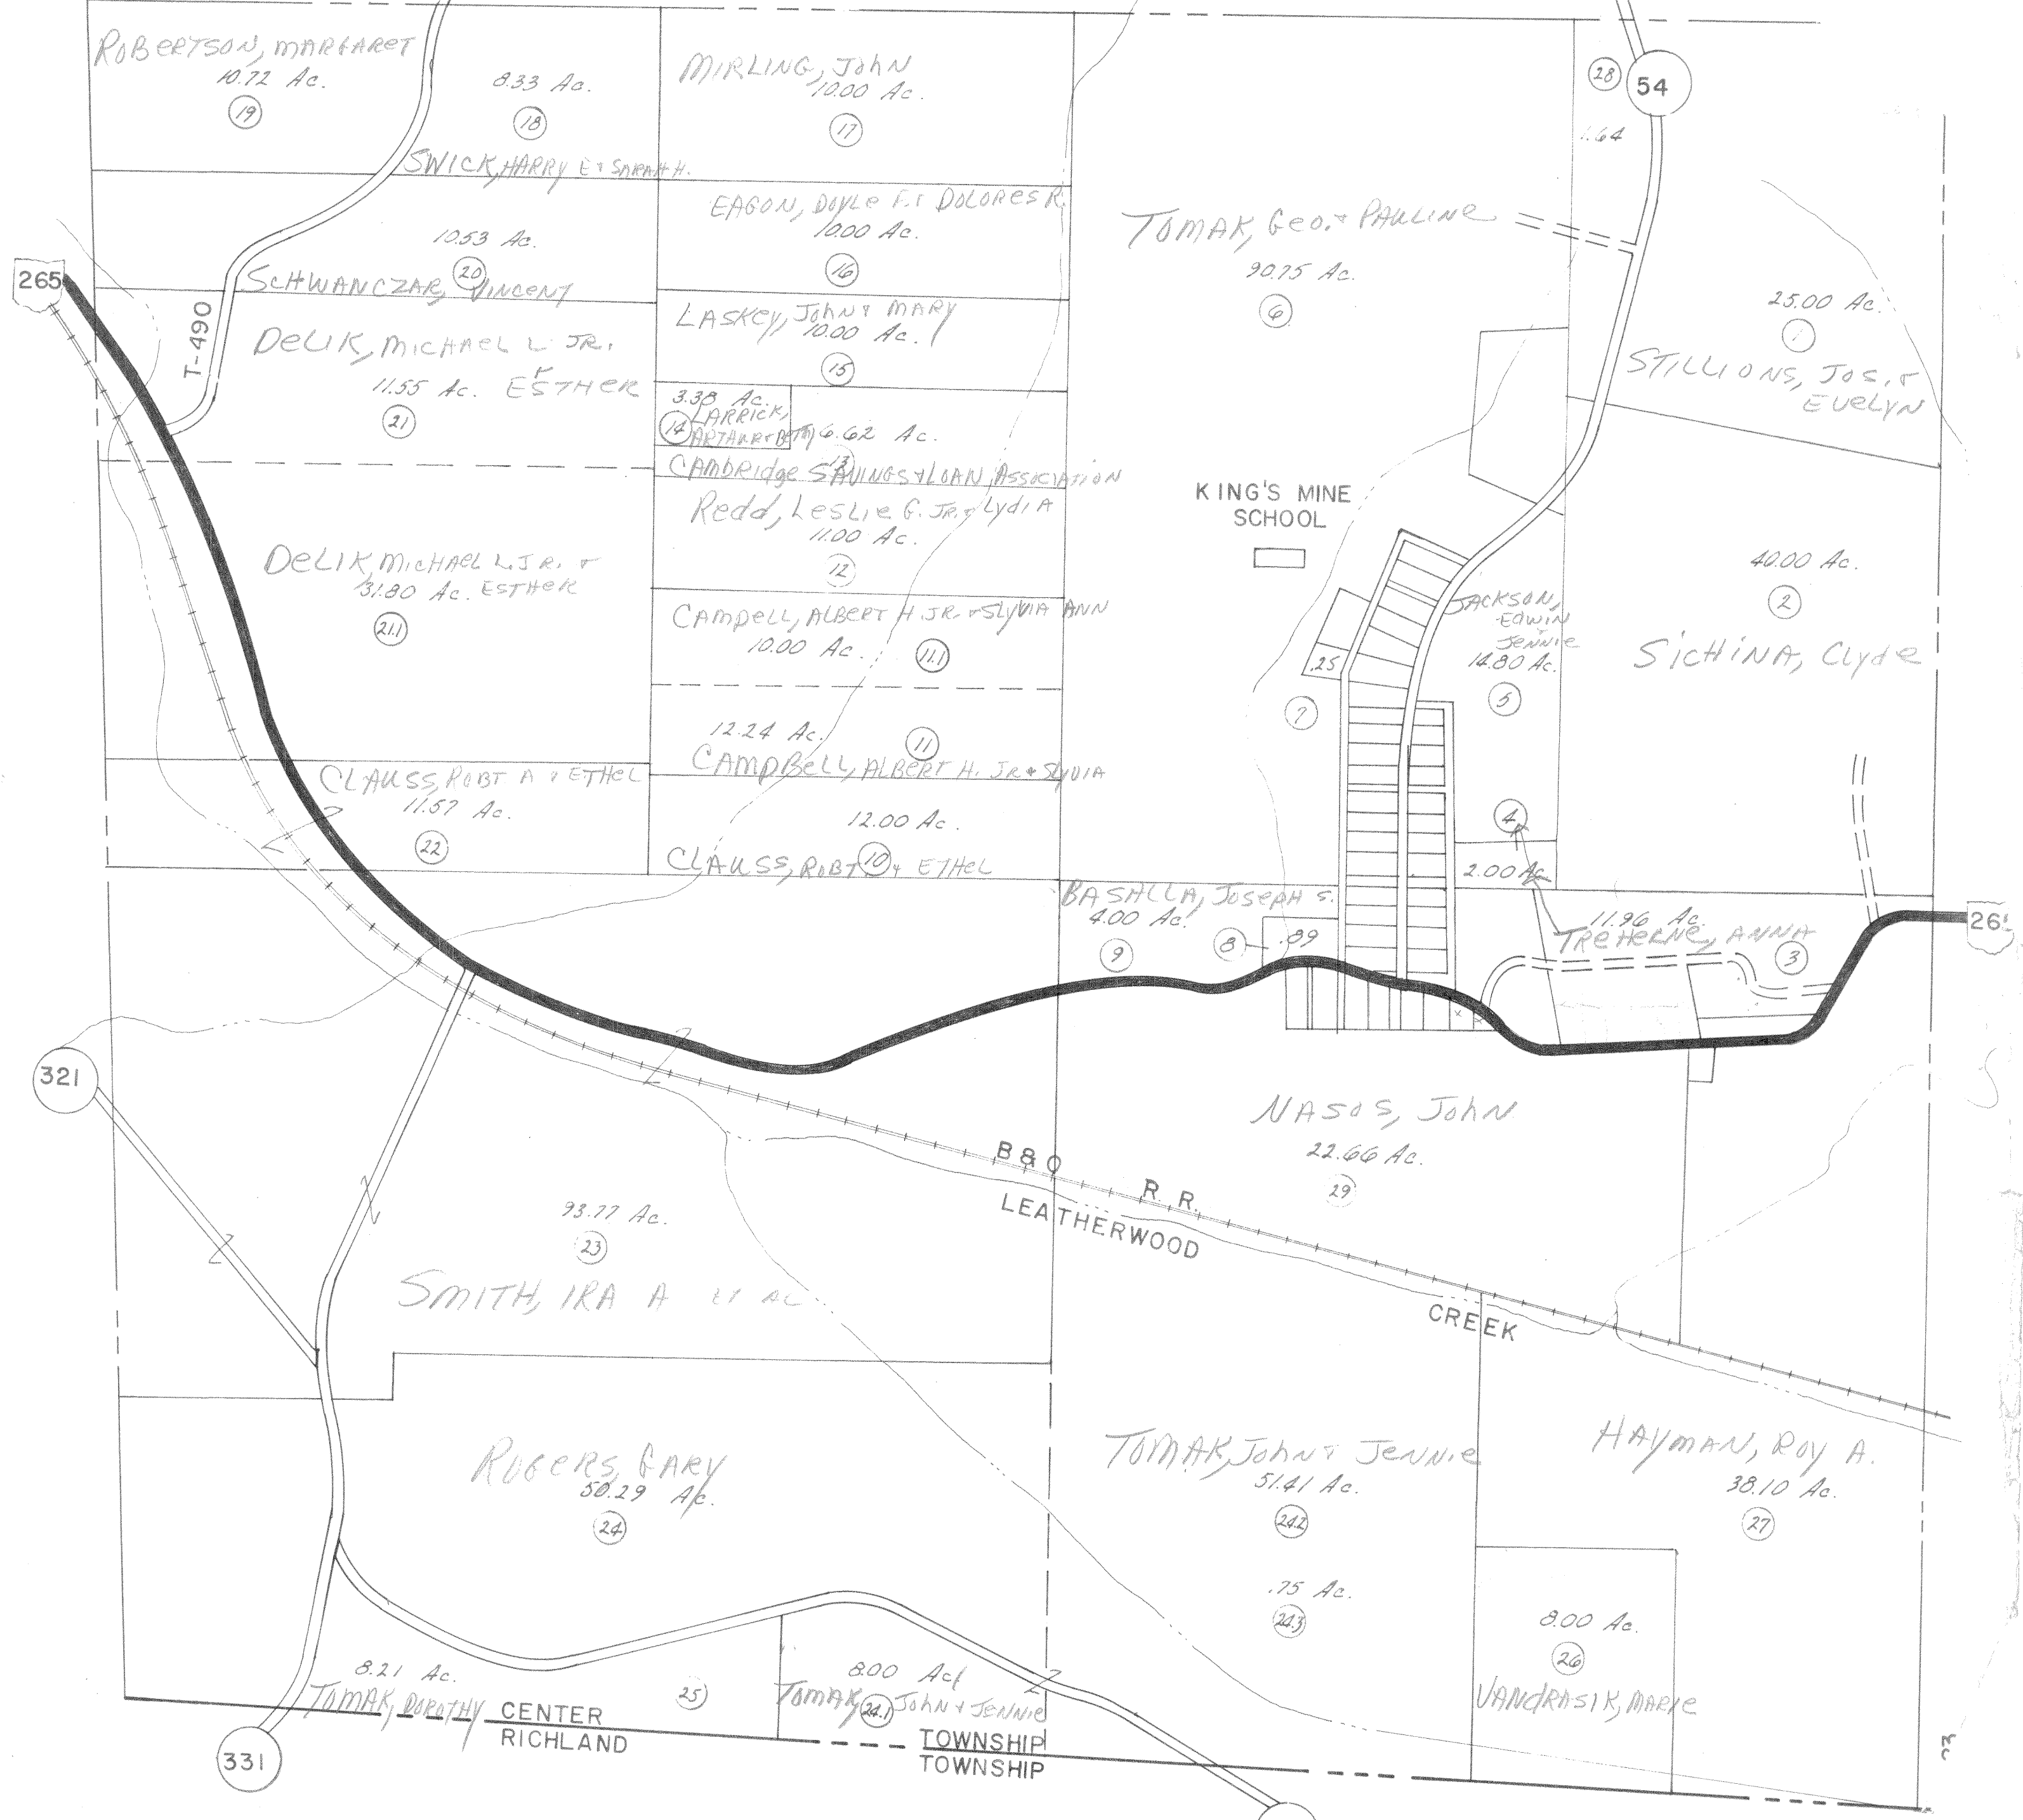 ROBERTSON, MARGARET
10.72 Ac.
19
8.33 Ac.
18
SWICK, HARRY E & SARAH H.
MIRLING, JOHN
10.00 Ac.
17
28
54
1.64
EAGON, DOYLE F. & DOLORES R.
10.00 Ac.
16
TOMAK, GEO. & PAULINE
90.75 Ac.
6
10.53 Ac.
20
SCHWANCZAR, VINCENT
265
T-490
25.00 Ac.
1
STILLIONS, JOS. &
EVELYN
LASKEY, JOHN & MARY
10.00 Ac.
15
DELIK, MICHAEL L JR.
&
11.55 Ac. ESTHER
21
3.38 Ac.
LARRICK,
14
ARTHUR & BETTY
6.62 Ac.
13
CAMBRIDGE SAVINGS & LOAN ASSOCIATION
REDD, LESLIE G. JR. & LYDIA
11.00 Ac.
12
KING'S MINE
SCHOOL
DELIK, MICHAEL L. JR. &
31.80 Ac. ESTHER
21.1
40.00 Ac.
2
SICHINA, CLYDE
JACKSON,
EDWIN
&
JENNIE
14.80 Ac.
5
CAMPELL, ALBERT H JR. & SLYVIA ANN
10.00 Ac.
11.1
.25
7
12.24 Ac.
11
CAMPBELL, ALBERT H. JR & SLYVIA
CLAUSS, ROBT A & ETHEL
11.57 Ac.
22
12.00 Ac.
10
CLAUSS, ROBT & ETHEL
4
2.00 Ac
BASALLA, JOSEPH S.
4.00 Ac.
9
8
.89
11.96 Ac.
TREHERNE, ANNA
3
26
321
NASOS, JOHN
22.66 Ac.
29
B & O R. R.
LEATHERWOOD
CREEK
93.77 Ac.
23
SMITH, IRA A ET AL
ROGERS, GARY
50.29 Ac.
24
TOMAK, JOHN & JENNIE
51.41 Ac.
24.2
.75 Ac.
24.3
HAYMAN, ROY A.
38.10 Ac.
27
8.00 Ac.
26
VANDRASIK, MARIE
8.21 Ac.
TOMAK, DOROTHY
25
8.00 Ac
TOMAK, JOHN & JENNIE
24.1
CENTER TOWNSHIP
RICHLAND TOWNSHIP
331